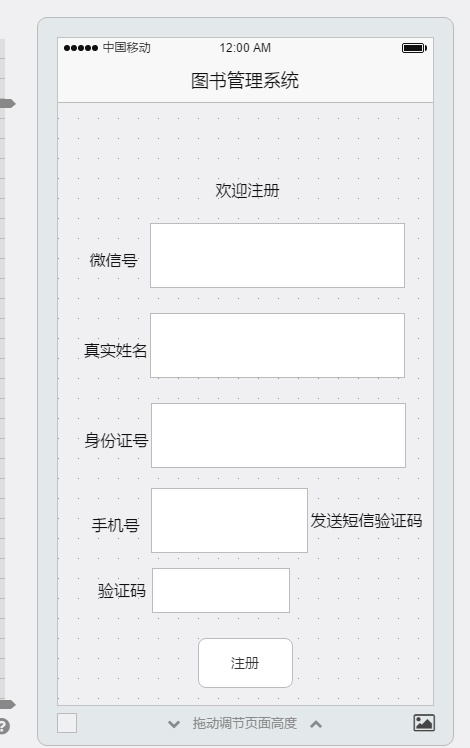 中国移动 12:00 AM
图书管理系统
欢迎注册
微信号
真实姓名
身份证号
手机号 发送短信验证码
验证码
注册
拖动调节页面高度
?